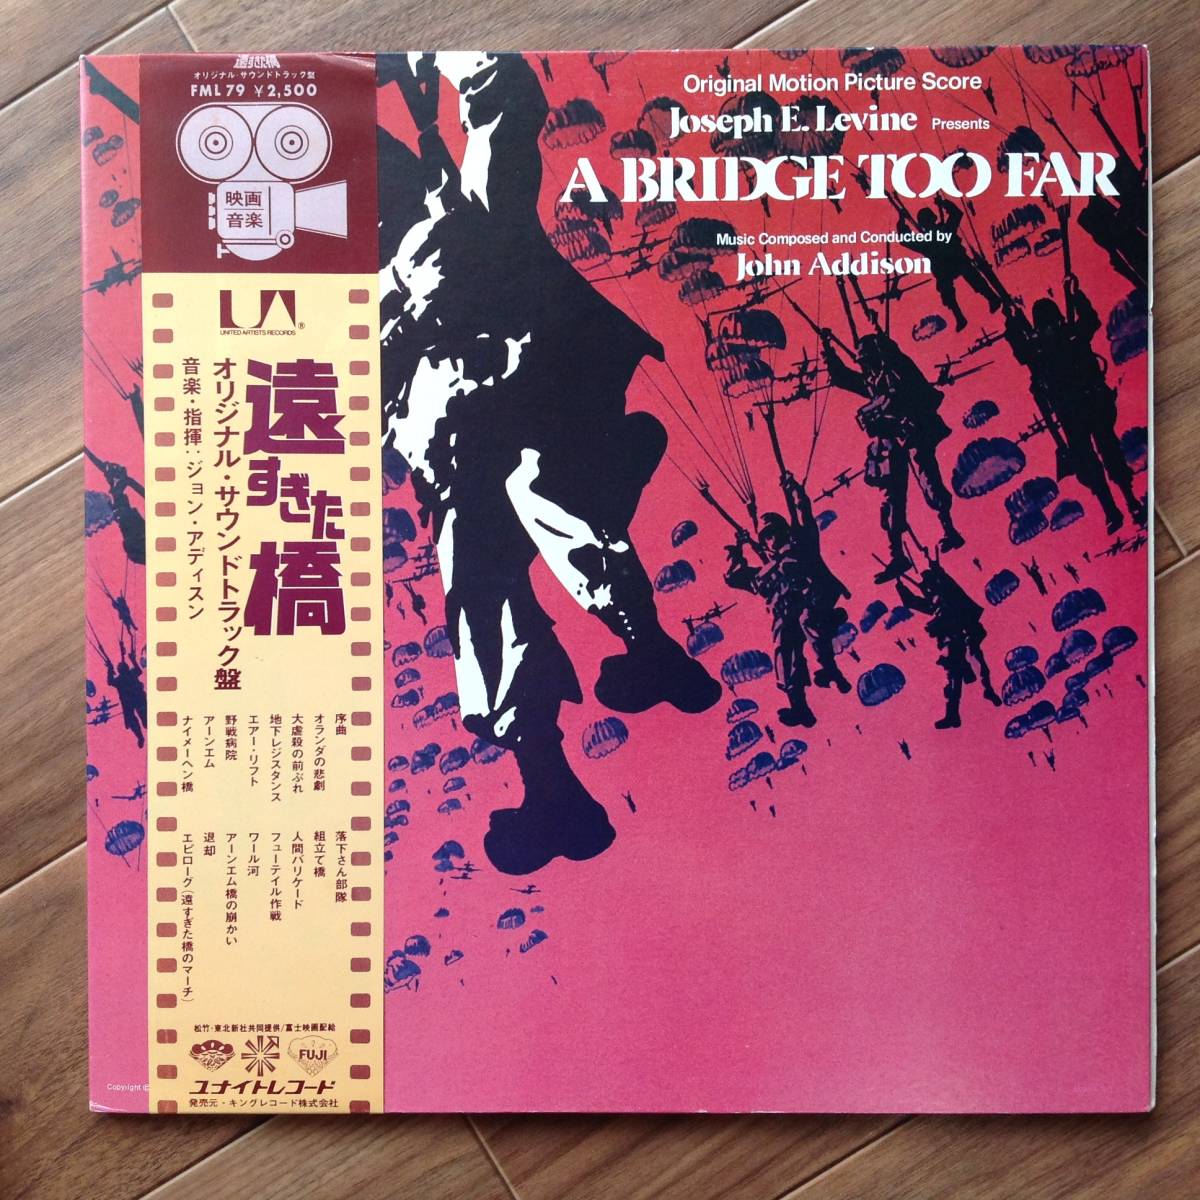 遠すぎた橋
オリジナル・サウンドトラック盤
FML 79 ¥2,500
映画
音楽
UA
UNITED ARTISTS RECORDS ®
遠すぎた橋
オリジナル・サウンドトラック盤
音楽・指揮:ジョン・アディスン
序曲
オランダの悲劇
大虐殺の前ぶれ
地下レジスタンス
エアー・リフト
野戦病院
アーンエム
ナイメーヘン橋
落下さん部隊
組立て橋
人間バリケード
フューテイル作戦
ワール河
アーンエム橋の崩かい
退却
エピローグ(遠すぎた橋のマーチ)
松竹・東北新社共同提供/富士映画配給
FUJI
ユナイトレコード
発売元・キングレコード株式会社
Original Motion Picture Score
Joseph E. Levine Presents
A BRIDGE TOO FAR
Music Composed and Conducted by
John Addison
Copyright ©